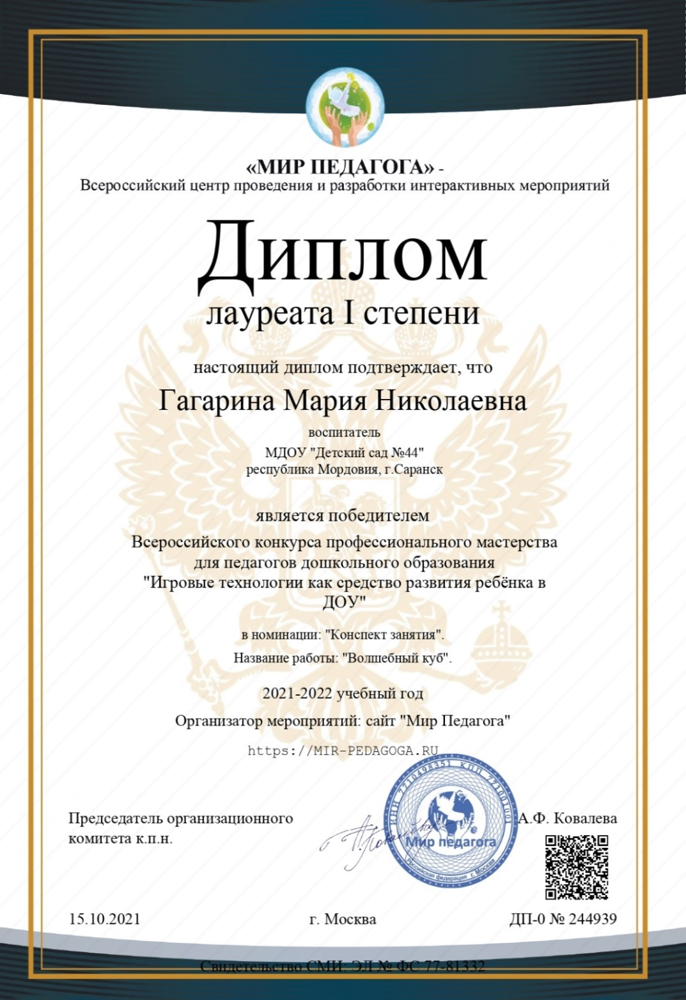 «МИР ПЕДАГОГА» -
Всероссийский центр проведения и разработки интерактивных мероприятий
Диплом
лауреата I степени
настоящий диплом подтверждает, что
Гагарина Мария Николаевна
воспитатель
МДОУ "Детский сад №44"
республика Мордовия, г.Саранск
является победителем
Всероссийского конкурса профессионального мастерства
для педагогов дошкольного образования
"Игровые технологии как средство развития ребёнка в
ДОУ"
в номинации: "Конспект занятия".
Название работы: "Волшебный куб".
2021-2022 учебный год
Организатор мероприятий: сайт "Мир Педагога"
https://MIR-PEDAGOGA.RU
ИНН 7710498351 КПП 771001001
Мир педагога
Российская федерация г. Москва
Председатель организационного
комитета к.п.н.
А.Ф. Ковалева
15.10.2021
г. Москва
ДП-0 № 244939
Свидетельство СМИ: ЭЛ № ФС 77-81332